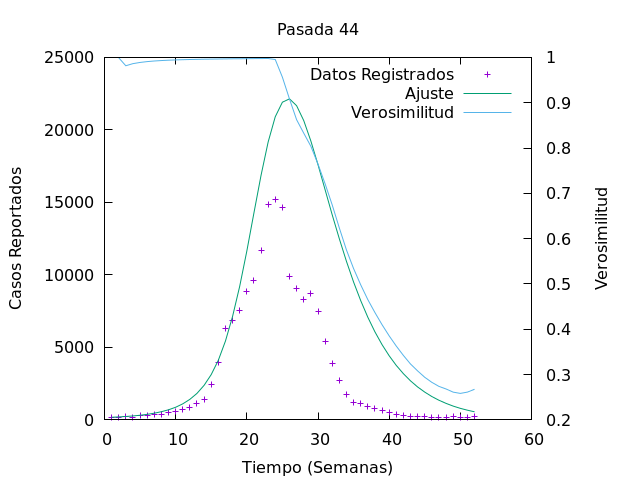 Pasada 44
25000
20000
15000
10000
5000
0
1
0.9
0.8
0.7
0.6
0.5
0.4
0.3
0.2
0 10 20 30 40 50 60
Casos Reportados
Verosimilitud
Tiempo (Semanas)
Datos Registrados
Ajuste
Verosimilitud